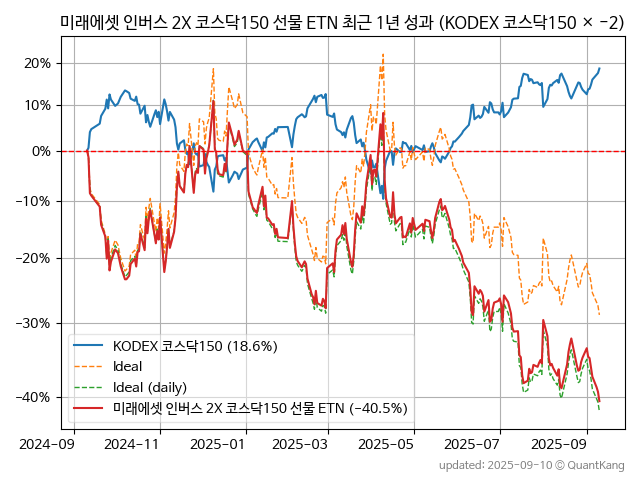 미래에셋 인버스 2X 코스닥150 선물 ETN 최근 1년 성과 (KODEX 코스닥150 × −2)
20%
10%
0%
−10%
−20%
−30%
−40%
KODEX 코스닥150 (18.6%)
Ideal
Ideal (daily)
미래에셋 인버스 2X 코스닥150 선물 ETN (−40.5%)
2024-09
2024-11
2025-01
2025-03
2025-05
2025-07
2025-09
updated: 2025-09-10 © QuantKang